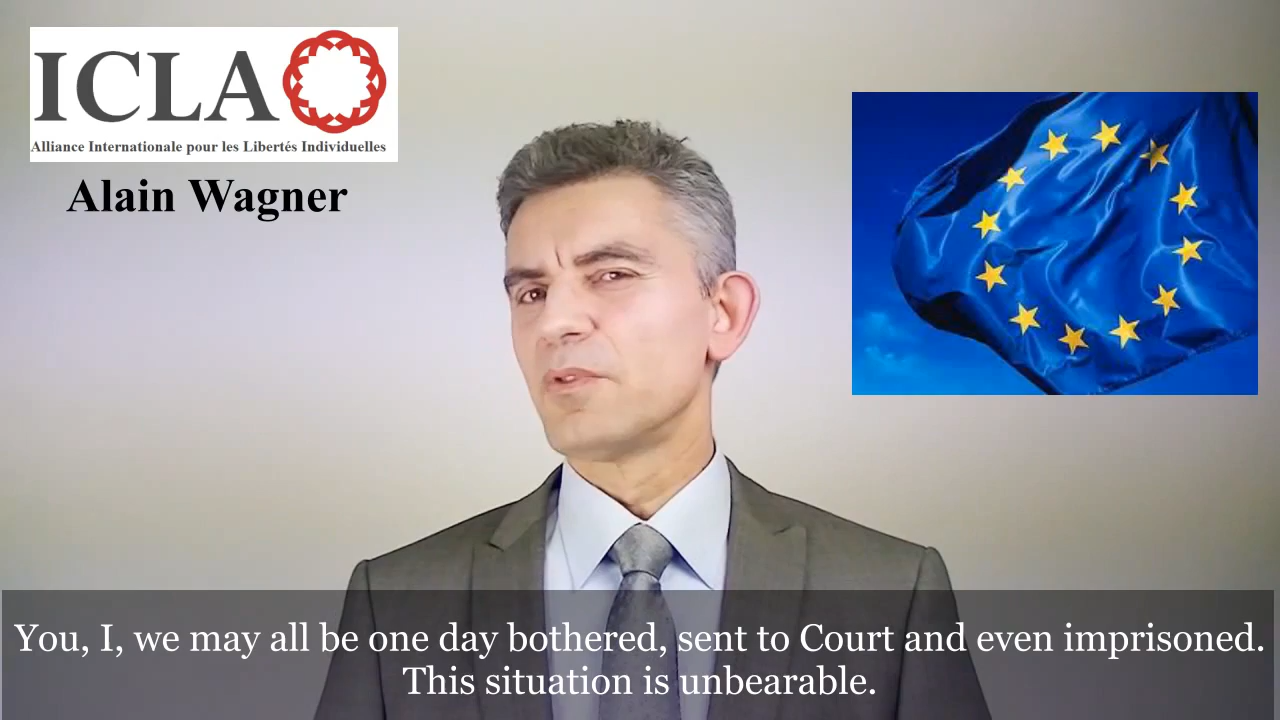 ICLA
Alliance Internationale pour les Libertés Individuelles
Alain Wagner
You, I, we may all be one day bothered, sent to Court and even imprisoned.
This situation is unbearable.